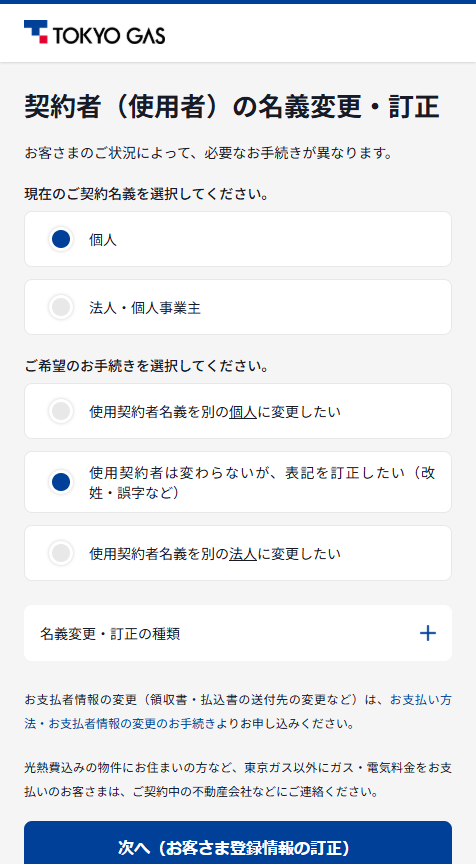 TOKYO GAS
契約者（使用者）の名義変更・訂正
お客さまのご状況によって、必要なお手続きが異なります。
現在のご契約名義を選択してください。
個人
法人・個人事業主
ご希望のお手続きを選択してください。
使用契約者名義を別の個人に変更したい
使用契約者は変わらないが、表記を訂正したい（改
姓・誤字など）
使用契約者名義を別の法人に変更したい
名義変更・訂正の種類
お支払者情報の変更（領収書・払込書の送付先の変更など）は、お支払い方
法・お支払者情報の変更のお手続きよりお申し込みください。
光熱費込みの物件にお住まいの方など、東京ガス以外にガス・電気料金をお支
払いのお客さまは、ご契約中の不動産会社などにご連絡ください。
次へ（お客さま登録情報の訂正）